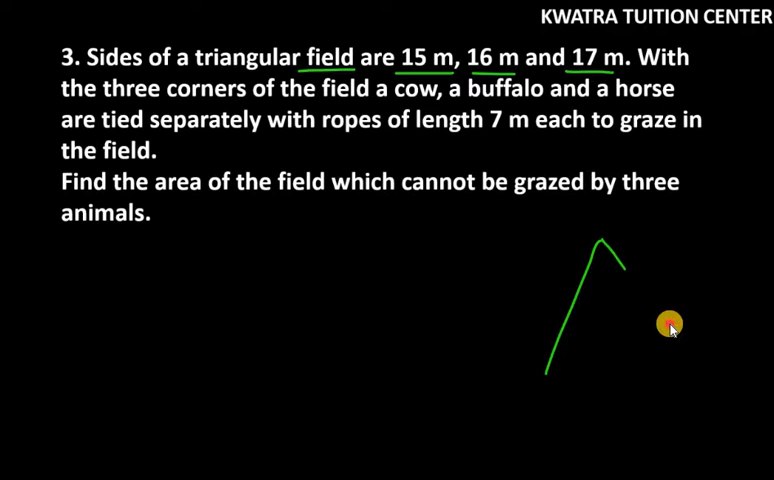 KWATRA TUITION CENTER
3. Sides of a triangular field are 15 m, 16 m and 17 m. With
the three corners of the field a cow, a buffalo and a horse
are tied separately with ropes of length 7 m each to graze in
the field.
Find the area of the field which cannot be grazed by three
animals.